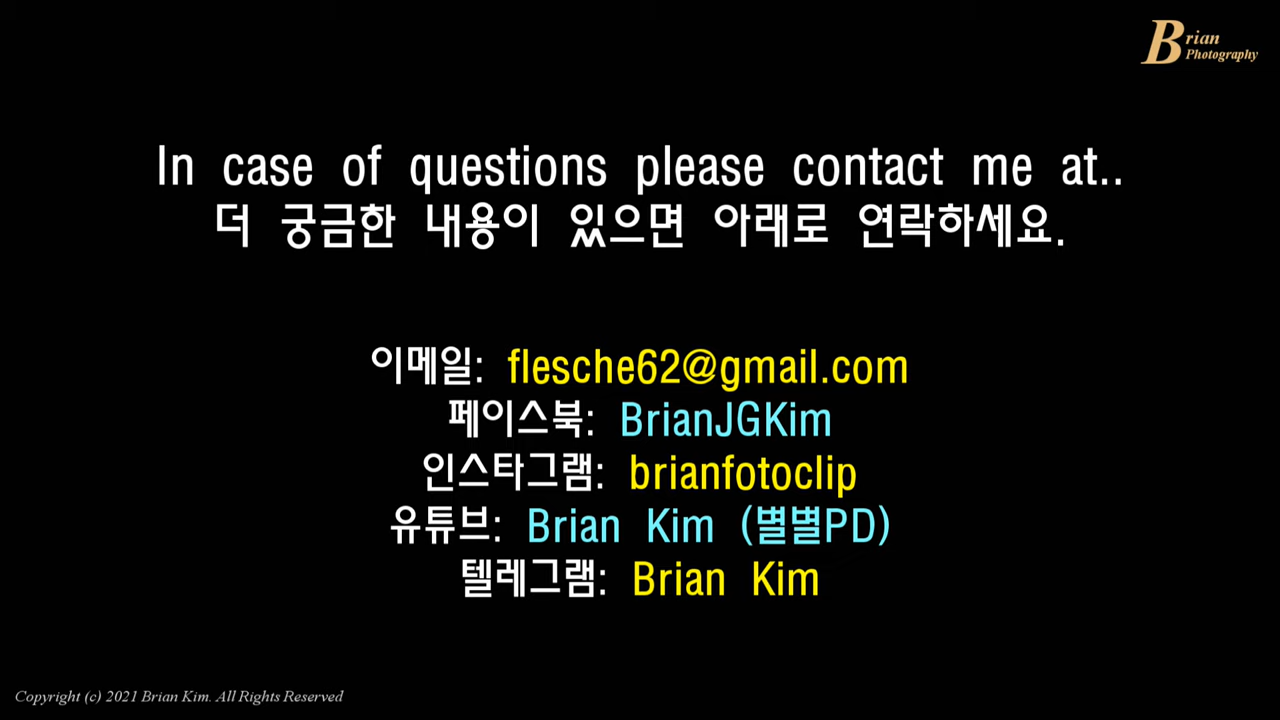 Brian
Photography
In case of questions please contact me at..
더 궁금한 내용이 있으면 아래로 연락하세요.
이메일: flesche62@gmail.com
페이스북: BrianJGKim
인스타그램: brianfotoclip
유튜브: Brian Kim (별별PD)
텔레그램: Brian Kim
Copyright (c) 2021 Brian Kim. All Rights Reserved